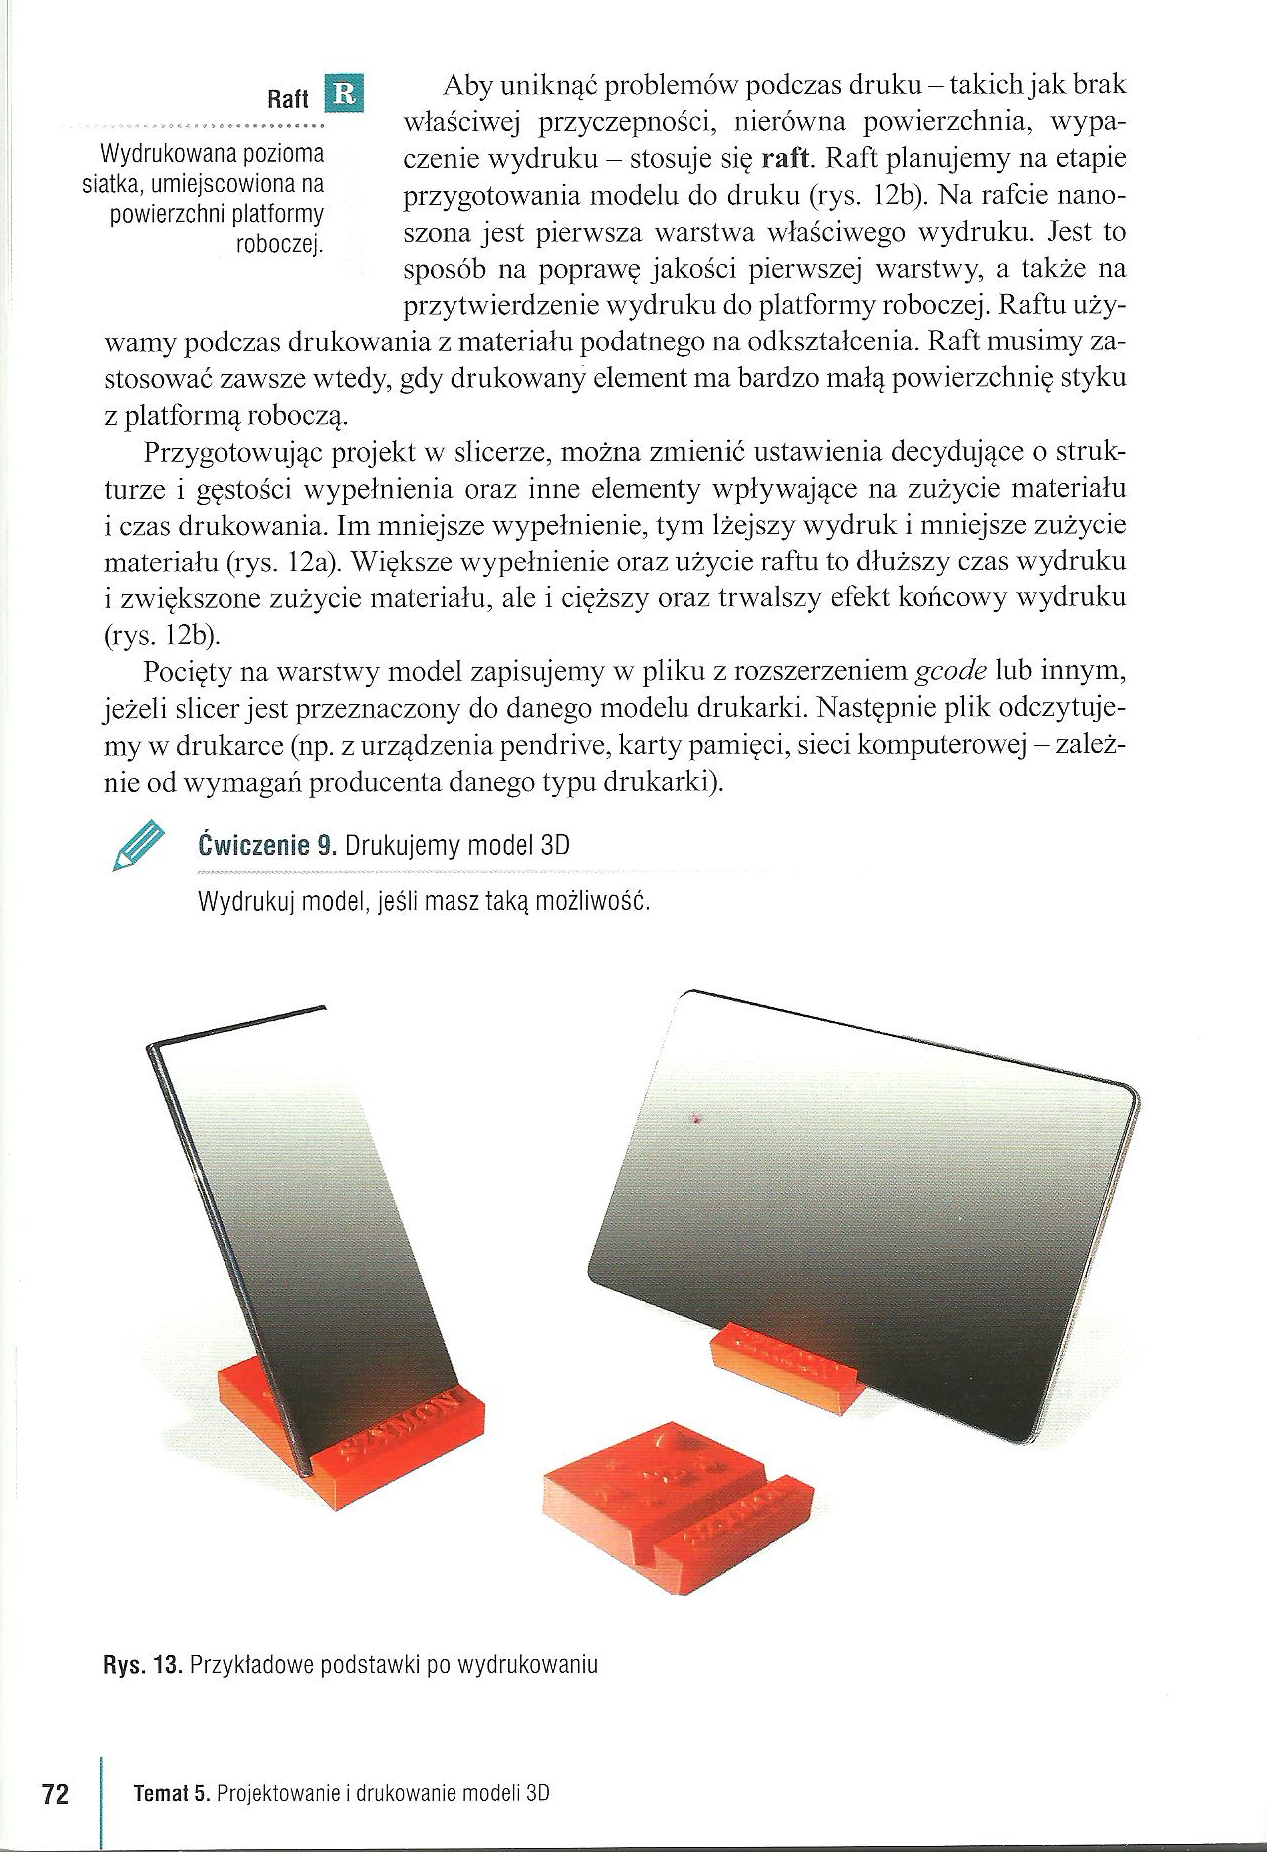 Raft R
Wydrukowana pozioma
siatka, umiejscowiona na
powierzchni platformy
roboczej.
Aby uniknąć problemów podczas druku – takich jak brak
właściwej przyczepności, nierówna powierzchnia, wypa-
czenie wydruku – stosuje się raft. Raft planujemy na etapie
przygotowania modelu do druku (rys. 12b). Na rafcie nano-
szona jest pierwsza warstwa właściwego wydruku. Jest to
sposób na poprawę jakości pierwszej warstwy, a także na
przytwierdzenie wydruku do platformy roboczej. Raftu uży-
wamy podczas drukowania z materiału podatnego na odkształcenia. Raft musimy za-
stosować zawsze wtedy, gdy drukowany element ma bardzo małą powierzchnię styku
z platformą roboczą.
Przygotowując projekt w slicerze, można zmienić ustawienia decydujące o struk-
turze i gęstości wypełnienia oraz inne elementy wpływające na zużycie materiału
i czas drukowania. Im mniejsze wypełnienie, tym lżejszy wydruk i mniejsze zużycie
materiału (rys. 12a). Większe wypełnienie oraz użycie raftu to dłuższy czas wydruku
i zwiększone zużycie materiału, ale i cięższy oraz trwalszy efekt końcowy wydruku
(rys. 12b).
Pocięty na warstwy model zapisujemy w pliku z rozszerzeniem gcode lub innym,
jeżeli slicer jest przeznaczony do danego modelu drukarki. Następnie plik odczytuje-
my w drukarce (np. z urządzenia pendrive, karty pamięci, sieci komputerowej – zależ-
nie od wymagań producenta danego typu drukarki).
Ćwiczenie 9. Drukujemy model 3D
Wydrukuj model, jeśli masz taką możliwość.
SZYMON
SZYMON
Rys. 13. Przykładowe podstawki po wydrukowaniu
72
Temat 5. Projektowanie i drukowanie modeli 3D